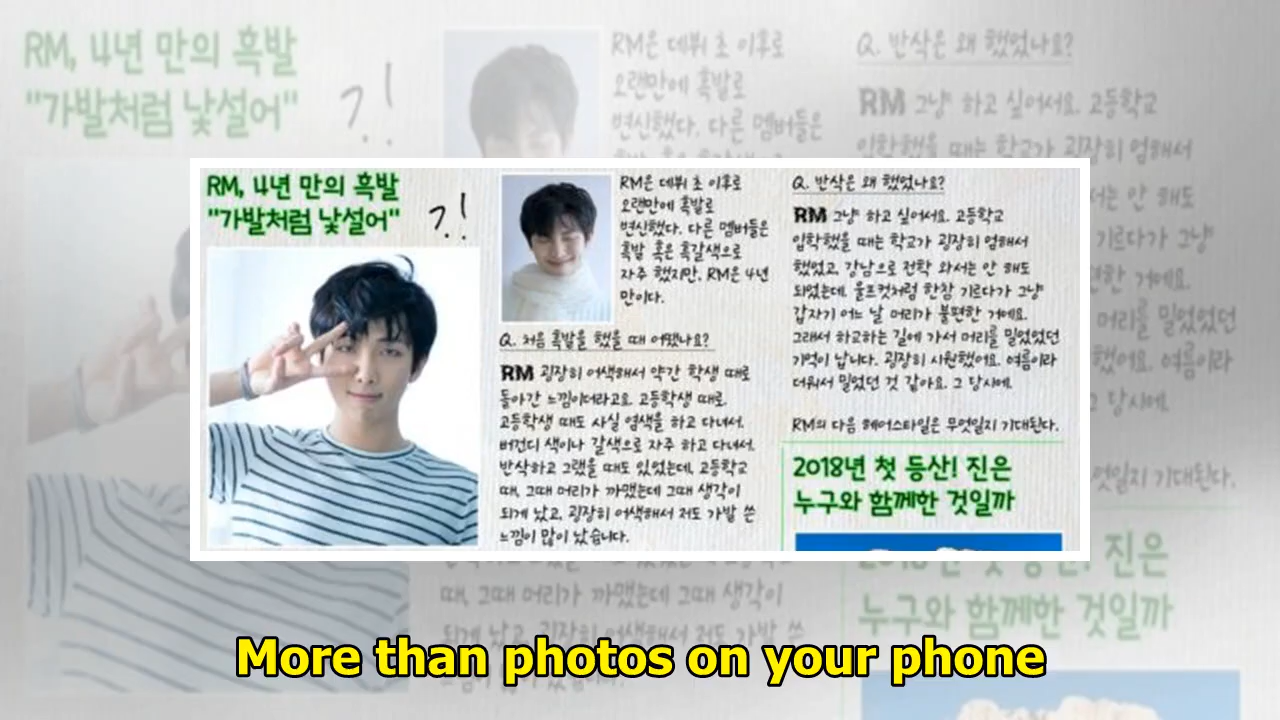 RM, 4년 만의 흑발
"가발처럼 낯설어" ?!
RM은 데뷔 초 이후로
오랜만에 흑발로
변신했다. 다른 멤버들은
흑발 혹은 흑갈색으로
자주 했지만, RM은 4년
만이다.
Q. 처음 흑발을 했을 때 어땠나요?
RM 굉장히 어색해서 약간 학생 때로
돌아간 느낌이더라고요. 고등학생 때로.
고등학생 때도 사실 염색을 하고 다녀서.
버건디 색이나 갈색으로 자주 하고 다녀서.
반삭하고 그랬을 때도 있었는데, 고등학교
때, 그때 머리가 까맸는데 그때 생각이
되게 났고, 굉장히 어색해서 저도 가발 쓴
느낌이 많이 났습니다.
Q. 반삭은 왜 했었나요?
RM 그냥 하고 싶어서요. 고등학교
입학했을 때는 학교가 굉장히 엄해서
했었고, 강남으로 전학 와서는 안 해도
되었는데, 울프컷처럼 한참 기르다가 그냥
갑자기 어느 날 머리가 불편한 거예요.
그래서 하교하는 길에 가서 머리를 밀었었던
기억이 납니다. 굉장히 시원했어요. 여름이라
더워서 밀었던 것 같아요. 그 당시에.
RM의 다음 헤어스타일은 무엇일지 기대된다.
2018년 첫 등산! 진은
누구와 함께한 것일까
More than photos on your phone